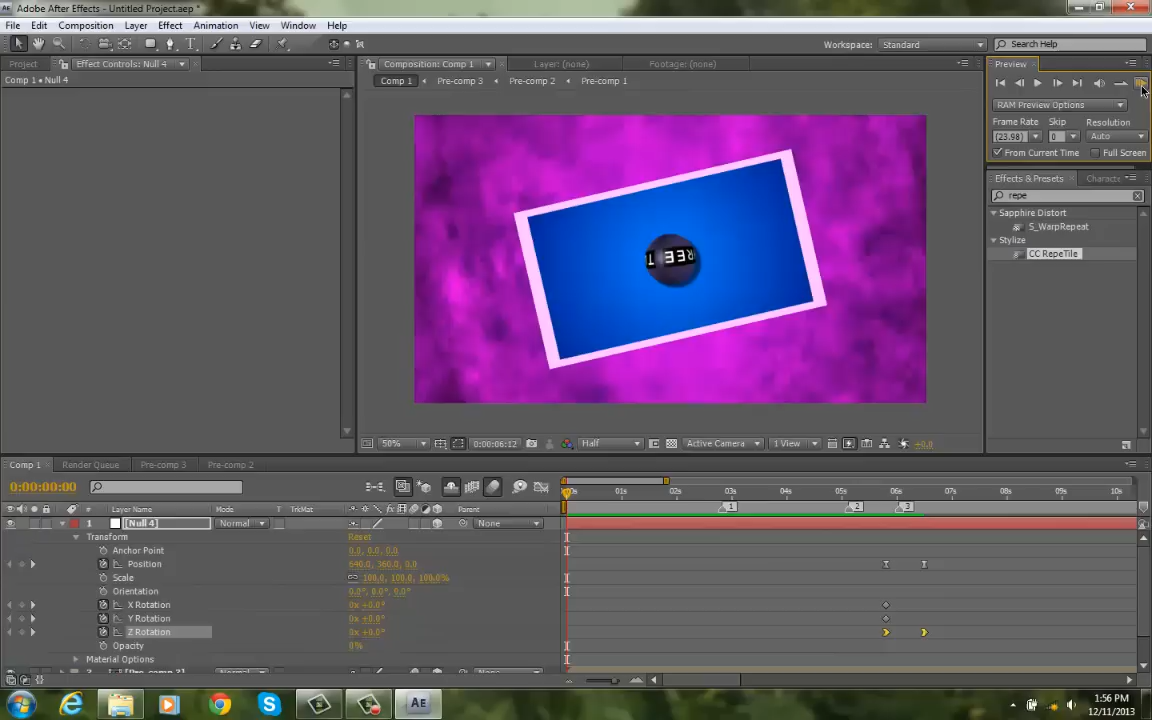 Adobe After Effects - Untitled Project.aep *
File Edit Composition Layer Effect Animation View Window Help
Workspace: Standard Search Help
Project Effect Controls: Null 4 Composition: Comp 1 Layer: (none) Footage: (none) Preview
Comp 1 • Null 4 Comp 1 Pre-comp 3 Pre-comp 2 Pre-comp 1
RAM Preview Options
Frame Rate Skip Resolution
(23.98) 0 Auto
From Current Time Full Screen
Effects & Presets Characte
repe
Sapphire Distort
S_WarpRepeat
Stylize
CC RepeTile
REE T
50% 0:00:06:12 Half Active Camera 1 View +0.0
Comp 1 Render Queue Pre-comp 3 Pre-comp 2
0:00:00:00
01s 02s 03s 04s 05s 06s 07s 08s 09s 10s
1 2 3
# Layer Name Mode T TrkMat Parent
1 [Null 4] Normal None
Transform Reset
Anchor Point 0.0, 0.0, 0.0
Position 640.0, 360.0, 0.0
Scale 100.0, 100.0, 100.0%
Orientation 0.0°, 0.0°, 0.0°
X Rotation 0x +0.0°
Y Rotation 0x +0.0°
Z Rotation 0x +0.0°
Opacity 0%
Material Options
AE
1:56 PM
12/11/2013